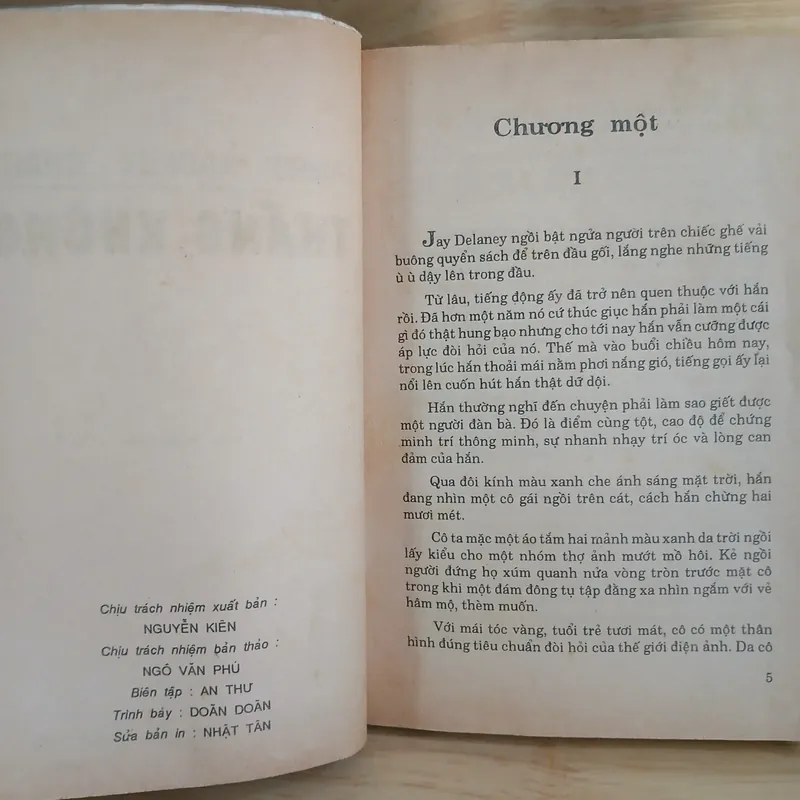 Chịu trách nhiệm xuất bản :
NGUYỄN KIÊN
Chịu trách nhiệm bản thảo :
NGÔ VĂN PHÚ
Biên tập : AN THƯ
Trình bày : DOÃN DOÃN
Sửa bản in : NHẬT TÂN
Chương một
I
Jay Delaney ngồi bật ngửa người trên chiếc ghế vải
buông quyển sách để trên đầu gối, lắng nghe những tiếng
ù ù dậy lên trong đầu.
Từ lâu, tiếng động ấy đã trở nên quen thuộc với hắn
rồi. Đã hơn một năm nó cứ thúc giục hắn phải làm một cái
gì đó thật hung bạo nhưng cho tới nay hắn vẫn cưỡng được
áp lực đòi hỏi của nó. Thế mà vào buổi chiều hôm nay,
trong lúc hắn thoải mái nằm phơi nắng gió, tiếng gọi ấy lại
nổi lên cuốn hút hắn thật dữ dội.
Hắn thường nghĩ đến chuyện phải làm sao giết được
một người đàn bà. Đó là điểm cùng tột, cao độ để chứng
minh trí thông minh, sự nhanh nhạy trí óc và lòng can
đảm của hắn.
Qua đôi kính màu xanh che ánh sáng mặt trời, hắn
đang nhìn một cô gái ngồi trên cát, cách hắn chừng hai
mươi mét.
Cô ta mặc một áo tắm hai mảnh màu xanh da trời ngồi
lấy kiểu cho một nhóm thợ ảnh mướt mồ hôi. Kẻ ngồi
người đứng họ xúm quanh nửa vòng tròn trước mặt cô
trong khi một đám đông tụ tập đằng xa nhìn ngắm với vẻ
hâm mộ, thèm muốn.
Với mái tóc vàng, tuổi trẻ tươi mát, cô có một thân
hình đúng tiêu chuẩn đòi hỏi của thế giới điện ảnh. Da cô
5